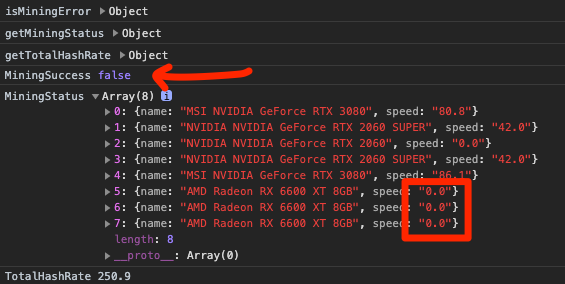 isMiningError ▶Object
getMiningStatus ▶Object
getTotalHashRate ▶Object
MiningSuccess false
MiningStatus ▼Array(8) i
▶0: {name: "MSI NVIDIA GeForce RTX 3080", speed: "80.8"}
▶1: {name: "NVIDIA NVIDIA GeForce RTX 2060 SUPER", speed: "42.0"}
▶2: {name: "NVIDIA NVIDIA GeForce RTX 2060", speed: "0.0"}
▶3: {name: "NVIDIA NVIDIA GeForce RTX 2060 SUPER", speed: "42.0"}
▶4: {name: "MSI NVIDIA GeForce RTX 3080", speed: "86.1"}
▶5: {name: "AMD Radeon RX 6600 XT 8GB", speed: "0.0"}
▶6: {name: "AMD Radeon RX 6600 XT 8GB", speed: "0.0"}
▶7: {name: "AMD Radeon RX 6600 XT 8GB", speed: "0.0"}
length: 8
▶__proto__: Array(0)
TotalHashRate 250.9